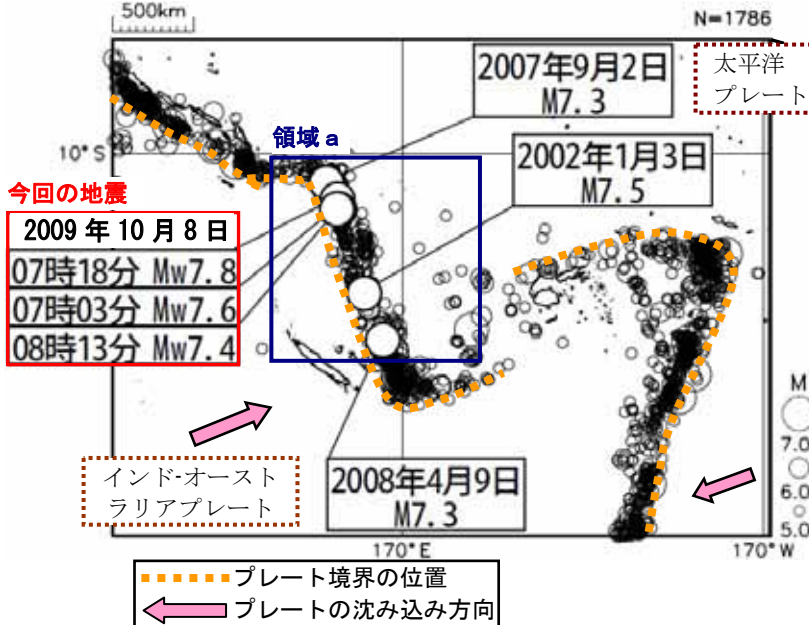 500km
N=1786
2007年9月2日
M7.3
太平洋
プレート
領域a
10°S
2002年1月3日
M7.5
今回の地震
2009年10月8日
07時18分 Mw7.8
07時03分 Mw7.6
08時13分 Mw7.4
M
7.0
6.0
5.0
インド-オースト
ラリアプレート
2008年4月9日
M7.3
170°E
170°W
プレート境界の位置
プレートの沈み込み方向